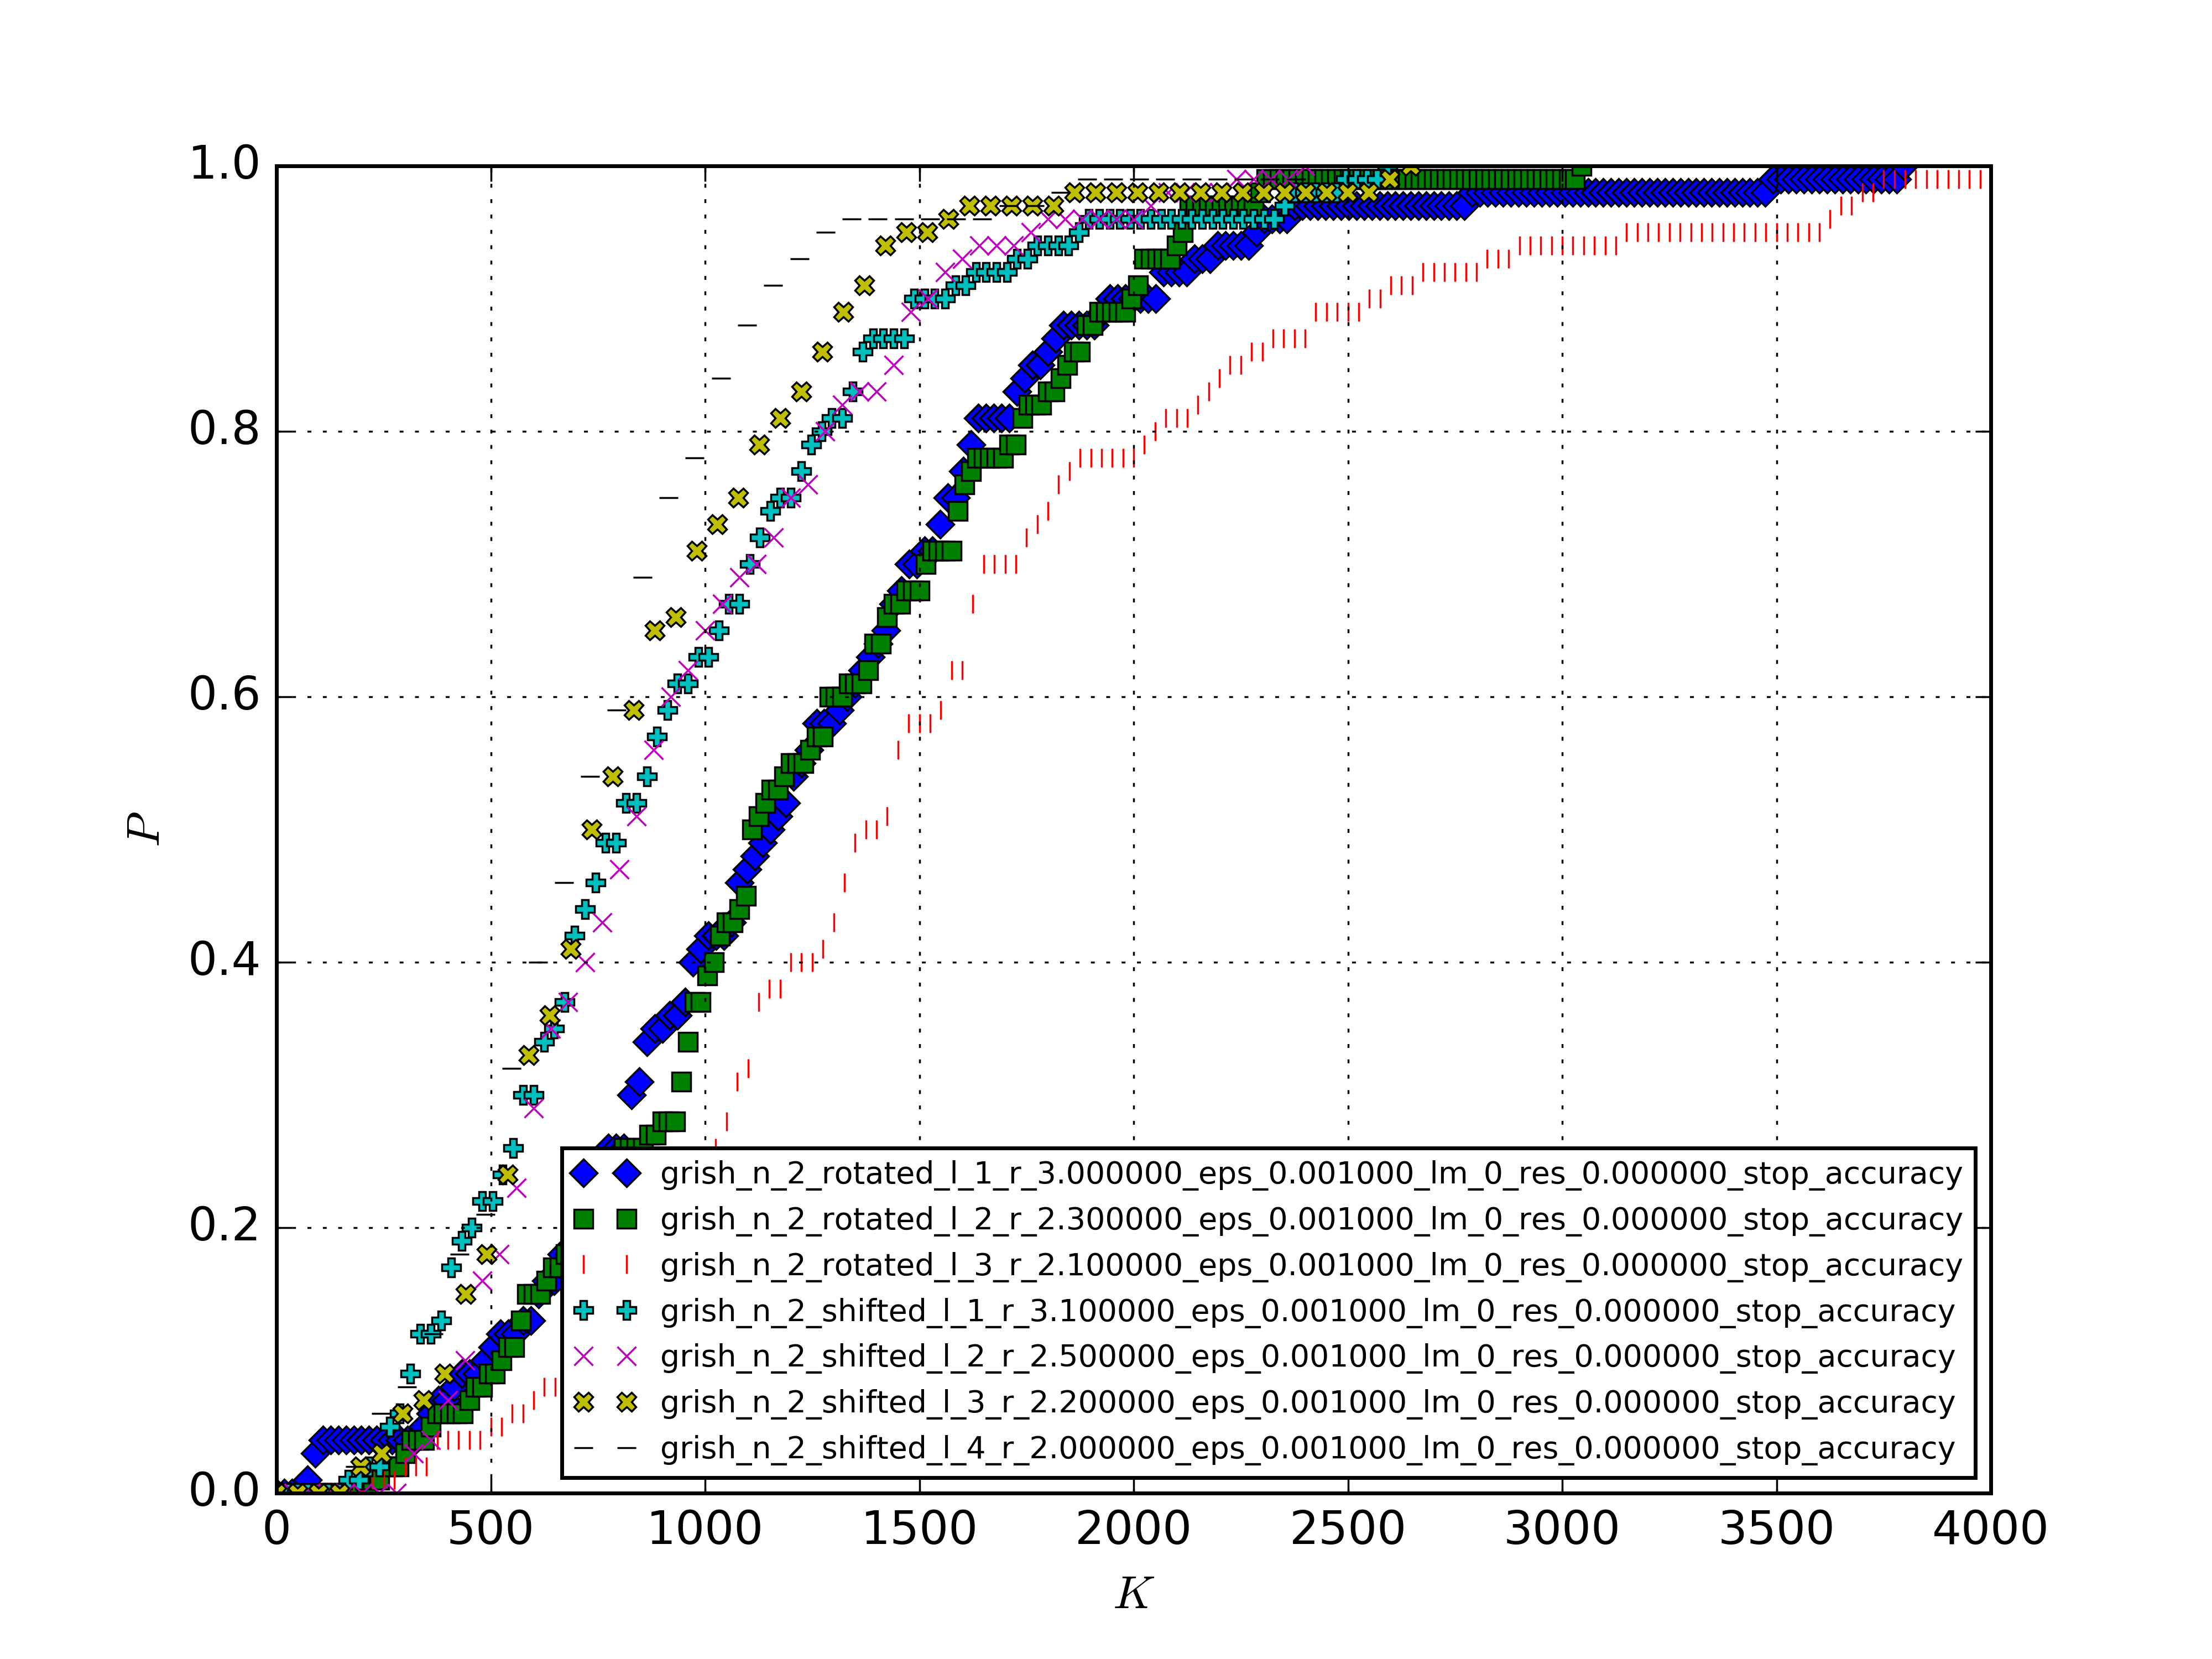 1.0
0.8
0.6
0.4
0.2
0.0
P
grish_n_2_rotated_l_1_r_3.000000_eps_0.001000_lm_0_res_0.000000_stop_accuracy
grish_n_2_rotated_l_2_r_2.300000_eps_0.001000_lm_0_res_0.000000_stop_accuracy
grish_n_2_rotated_l_3_r_2.100000_eps_0.001000_lm_0_res_0.000000_stop_accuracy
grish_n_2_shifted_l_1_r_3.100000_eps_0.001000_lm_0_res_0.000000_stop_accuracy
grish_n_2_shifted_l_2_r_2.500000_eps_0.001000_lm_0_res_0.000000_stop_accuracy
grish_n_2_shifted_l_3_r_2.200000_eps_0.001000_lm_0_res_0.000000_stop_accuracy
grish_n_2_shifted_l_4_r_2.000000_eps_0.001000_lm_0_res_0.000000_stop_accuracy
0 500 1000 1500 2000 2500 3000 3500 4000
K